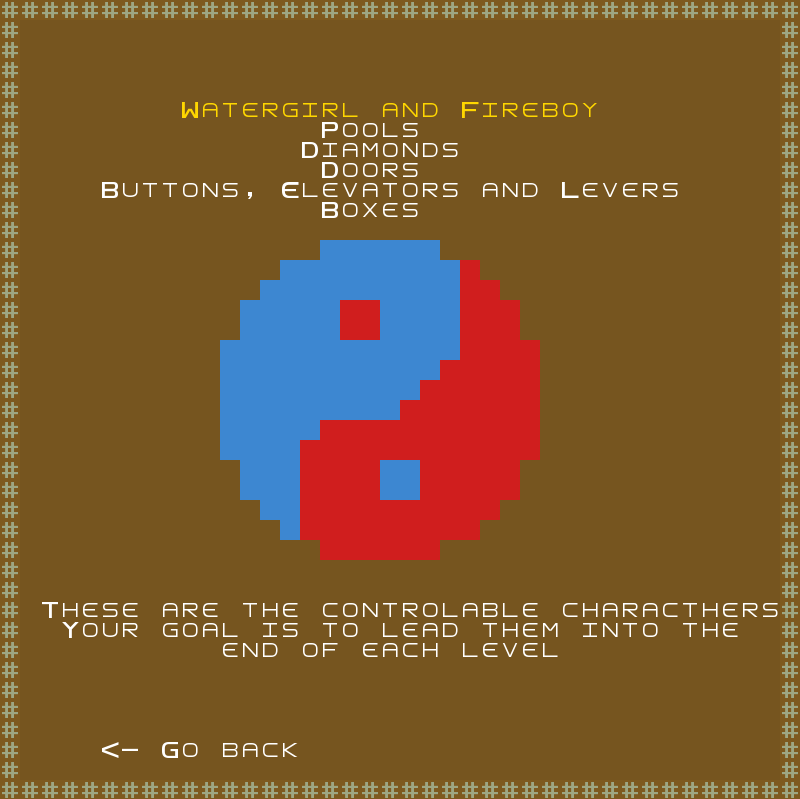 Watergirl and Fireboy
Pools
Diamonds
Doors
Buttons, Elevators and Levers
Boxes
These are the controlable characthers
Your goal is to lead them into the
end of each level
<- Go back